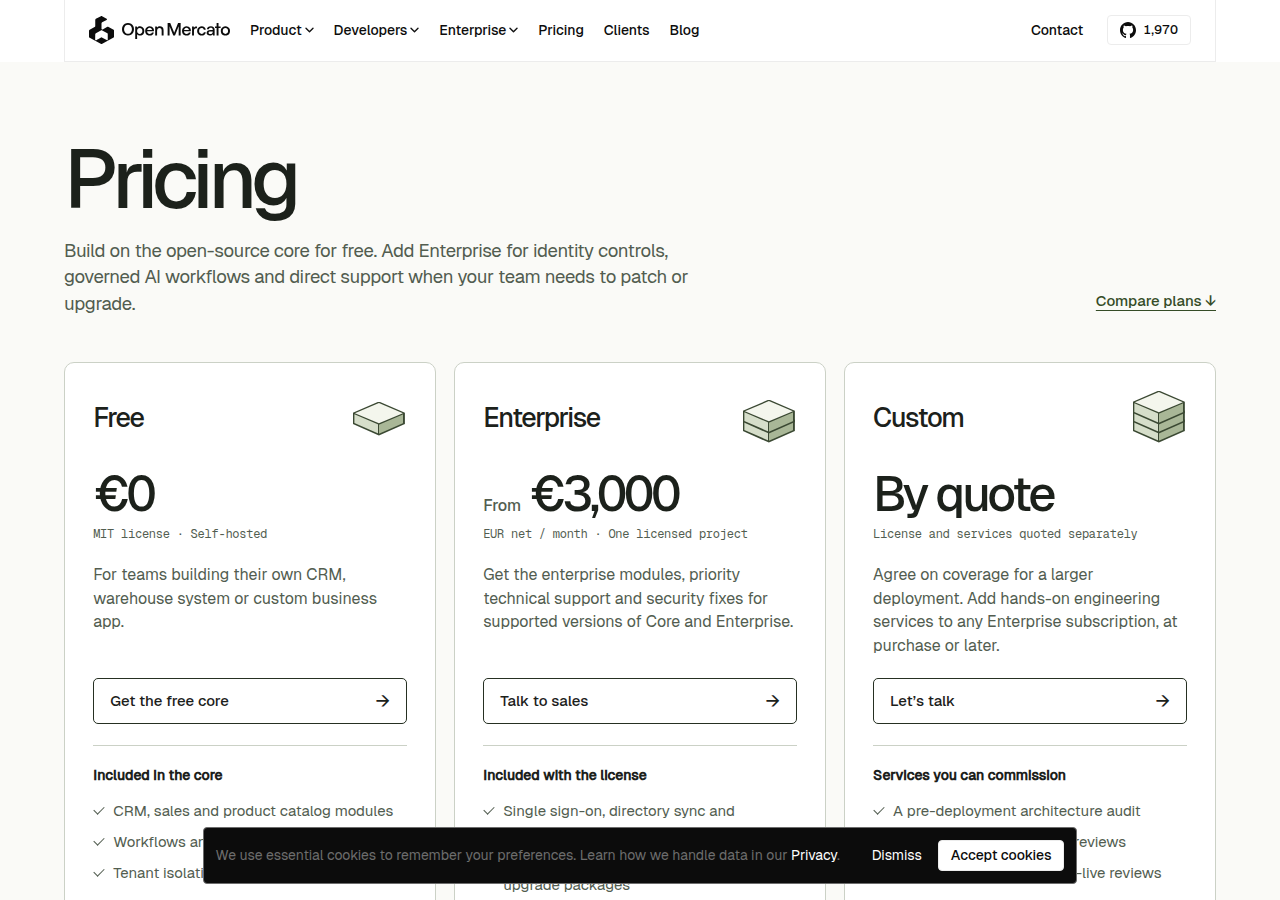 Open Mercato Product Developers Enterprise Pricing Clients Blog Contact 1,970
Pricing
Build on the open-source core for free. Add Enterprise for identity controls,
governed AI workflows and direct support when your team needs to patch or
upgrade.
Compare plans ↓
Free
€0
MIT license · Self-hosted
For teams building their own CRM,
warehouse system or custom business
app.
Get the free core →
Included in the core
CRM, sales and product catalog modules
Workflows
Tenant
Enterprise
From €3,000
EUR net / month · One licensed project
Get the enterprise modules, priority
technical support and security fixes for
supported versions of Core and Enterprise.
Talk to sales →
Included with the license
Single sign-on, directory sync and
upgrade packages
Custom
By quote
License and services quoted separately
Agree on coverage for a larger
deployment. Add hands-on engineering
services to any Enterprise subscription, at
purchase or later.
Let’s talk →
Services you can commission
A pre-deployment architecture audit
reviews
-live reviews
We use essential cookies to remember your preferences. Learn how we handle data in our Privacy.
Dismiss
Accept cookies